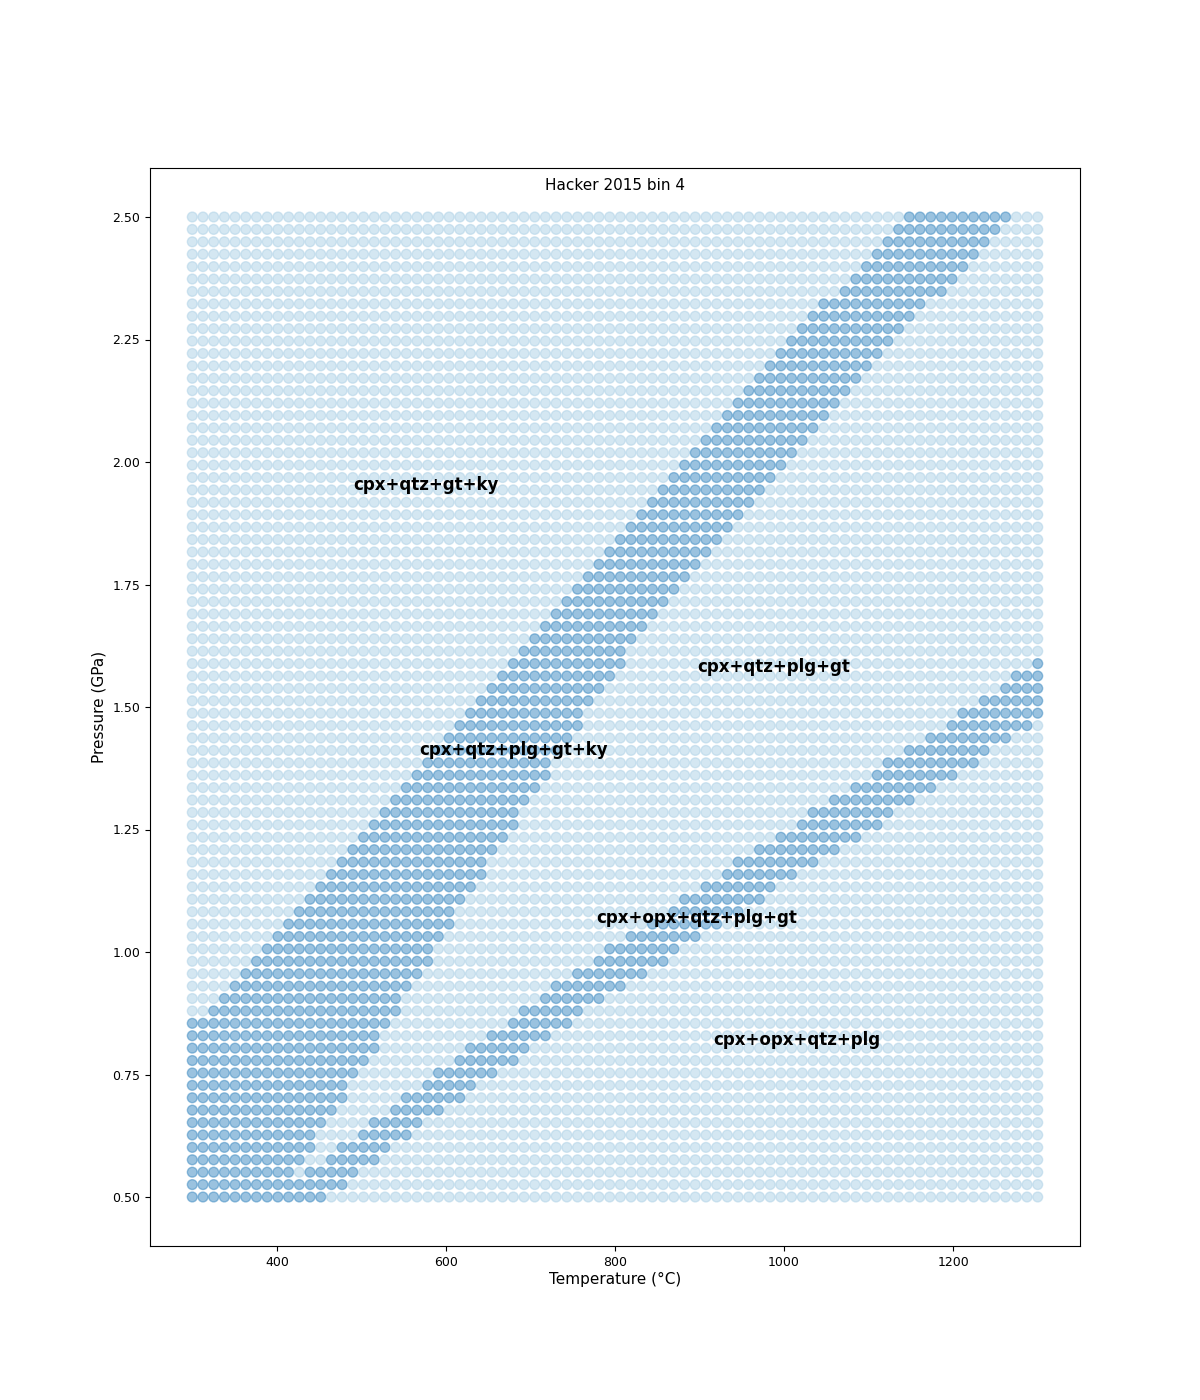 Hacker 2015 bin 4
2.50
2.25
2.00
1.75
1.50
1.25
1.00
0.75
0.50
Pressure (GPa)
cpx+qtz+gt+ky
cpx+qtz+plg+gt
cpx+qtz+plg+gt+ky
cpx+opx+qtz+plg+gt
cpx+opx+qtz+plg
400 600 800 1000 1200
Temperature (°C)